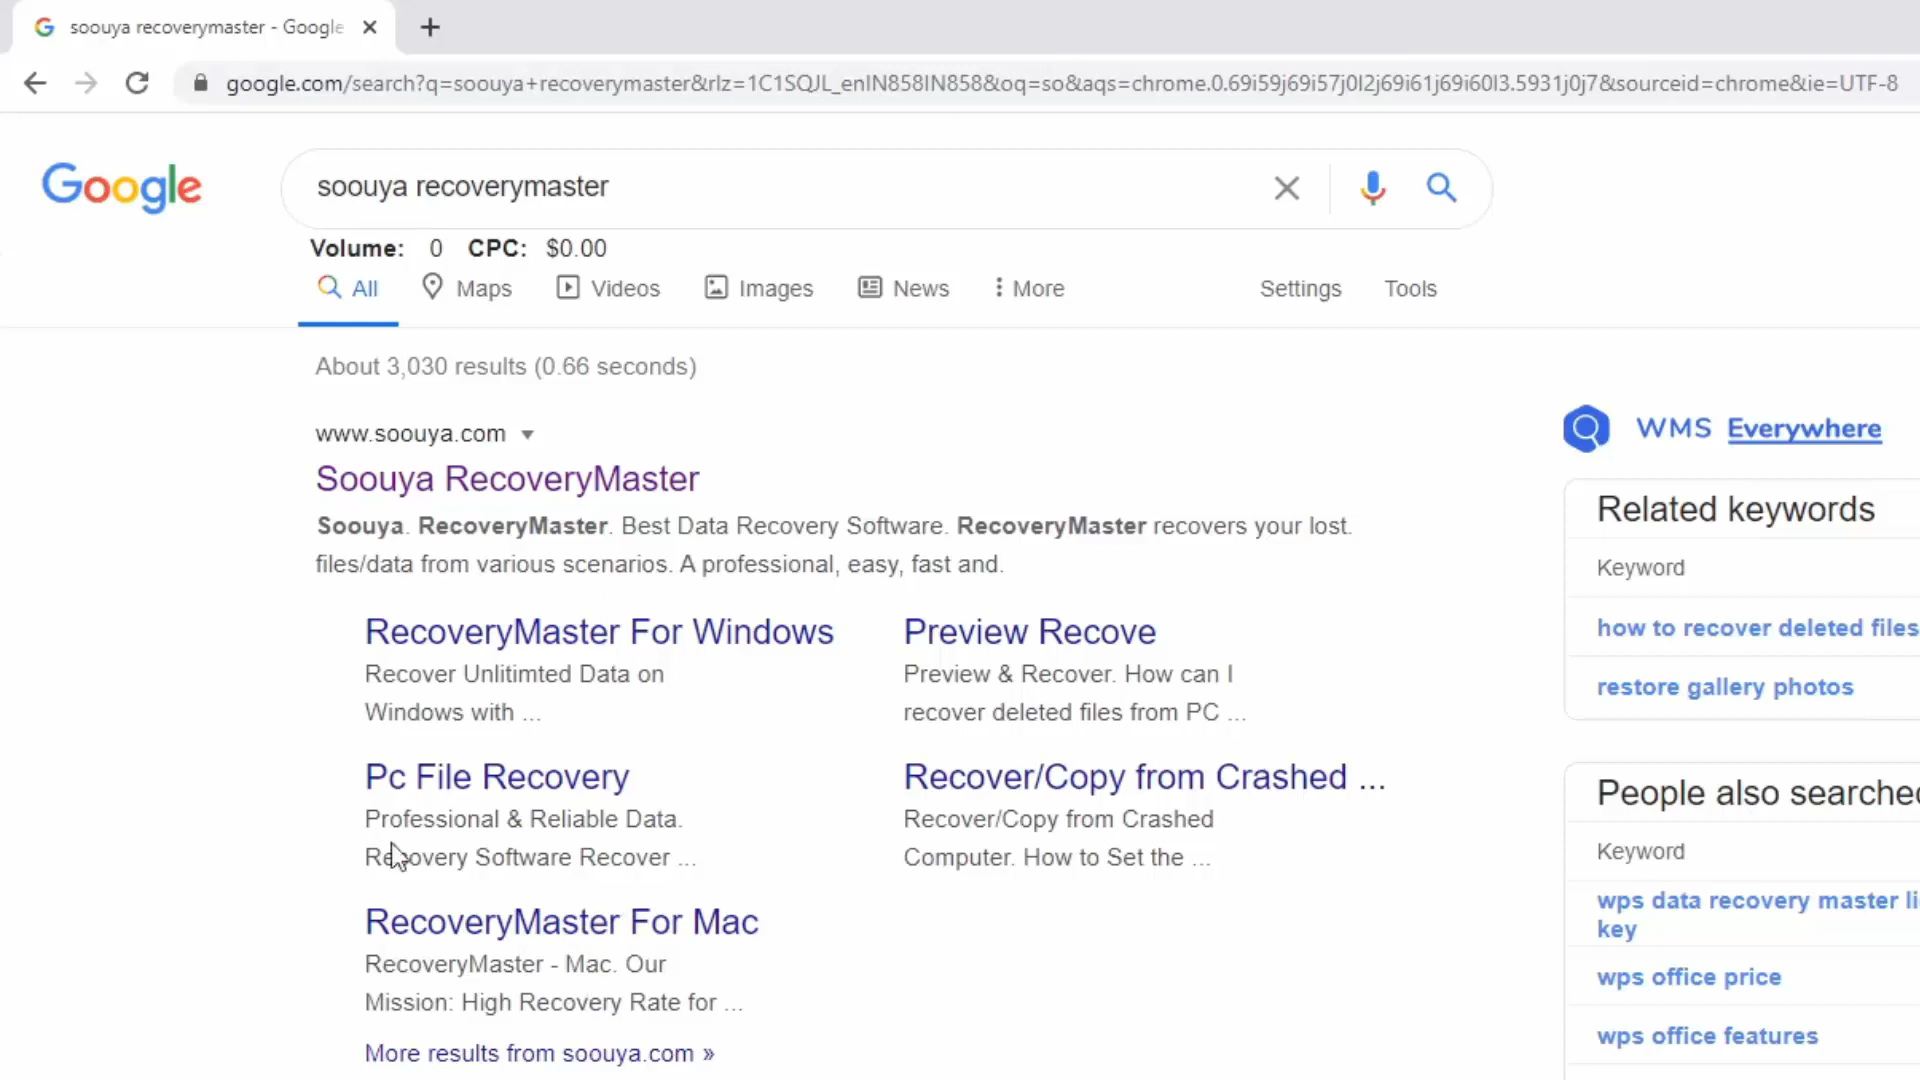 soouya recoverymaster - Google
google.com/search?q=soouya+recoverymaster&rlz=1C1SQJL_enIN858IN858&oq=so&aqs=chrome.0.69i59j69i57j0l2j69i61j69i60l3.5931j0j7&sourceid=chrome&ie=UTF-8
Google
soouya recoverymaster
Volume: 0 CPC: $0.00
All Maps Videos Images News More Settings Tools
About 3,030 results (0.66 seconds)
www.soouya.com
Soouya RecoveryMaster
Soouya. RecoveryMaster. Best Data Recovery Software. RecoveryMaster recovers your lost.
files/data from various scenarios. A professional, easy, fast and.
RecoveryMaster For Windows
Recover Unlitimted Data on
Windows with ...
Preview Recove
Preview & Recover. How can I
recover deleted files from PC ...
Pc File Recovery
Professional & Reliable Data.
Recovery Software Recover ...
Recover/Copy from Crashed ...
Recover/Copy from Crashed
Computer. How to Set the ...
RecoveryMaster For Mac
RecoveryMaster - Mac. Our
Mission: High Recovery Rate for ...
More results from soouya.com »
WMS Everywhere
Related keywords
Keyword
how to recover deleted files
restore gallery photos
People also searched
Keyword
wps data recovery master li
key
wps office price
wps office features